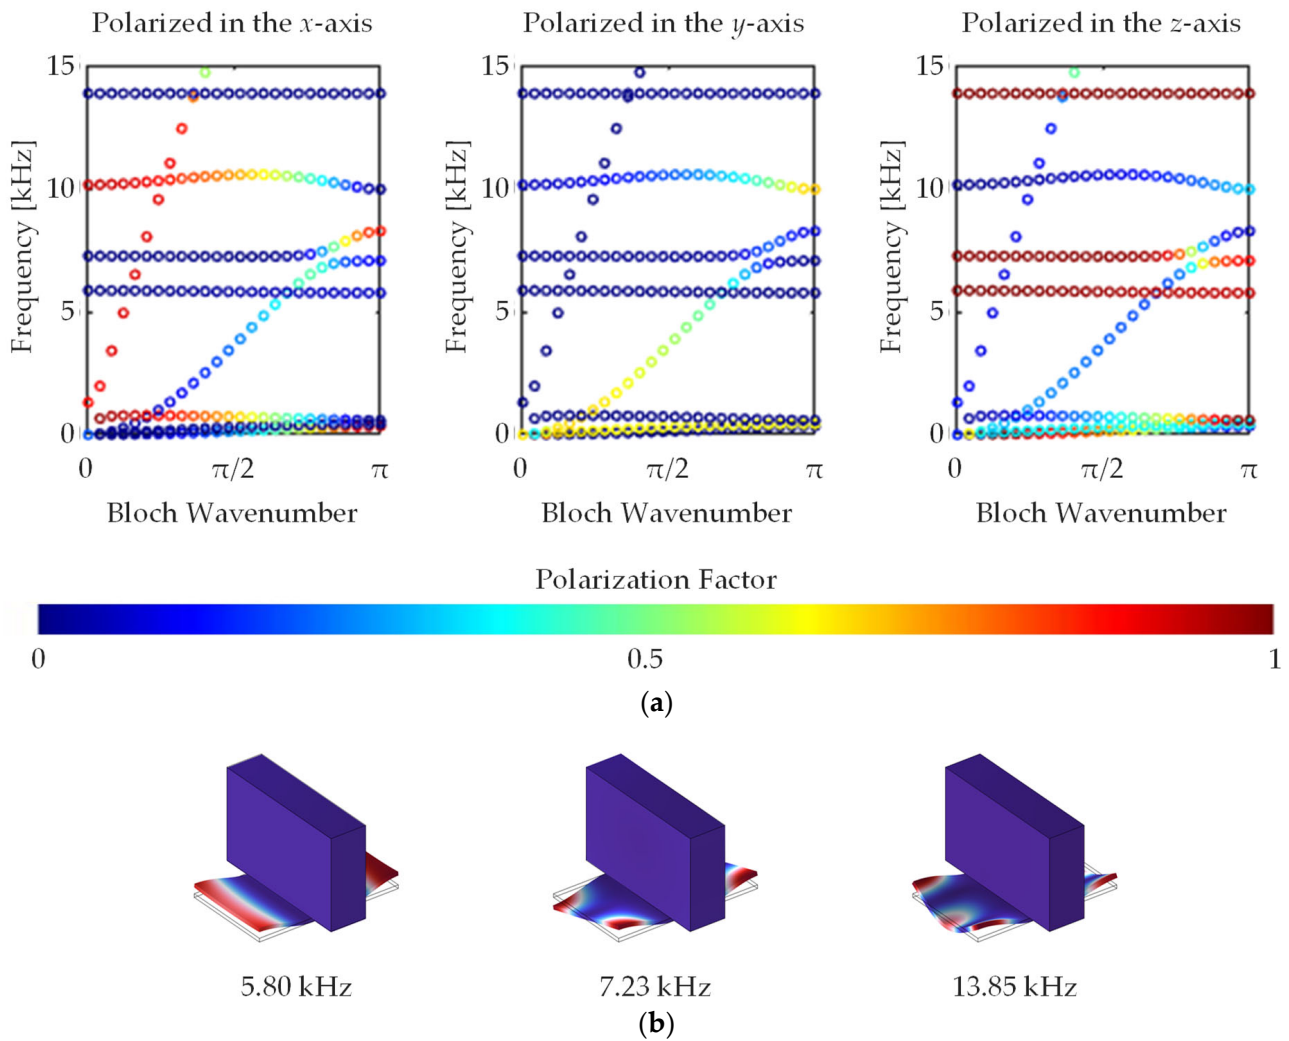 Polarized in the x-axis Polarized in the y-axis Polarized in the z-axis
15 15 15
10 10 10
5 5 5
0 0 0
Frequency [kHz] Frequency [kHz] Frequency [kHz]
0 π/2 π 0 π/2 π 0 π/2 π
Bloch Wavenumber Bloch Wavenumber Bloch Wavenumber
Polarization Factor
0 0.5 1
(a)
5.80 kHz 7.23 kHz 13.85 kHz
(b)